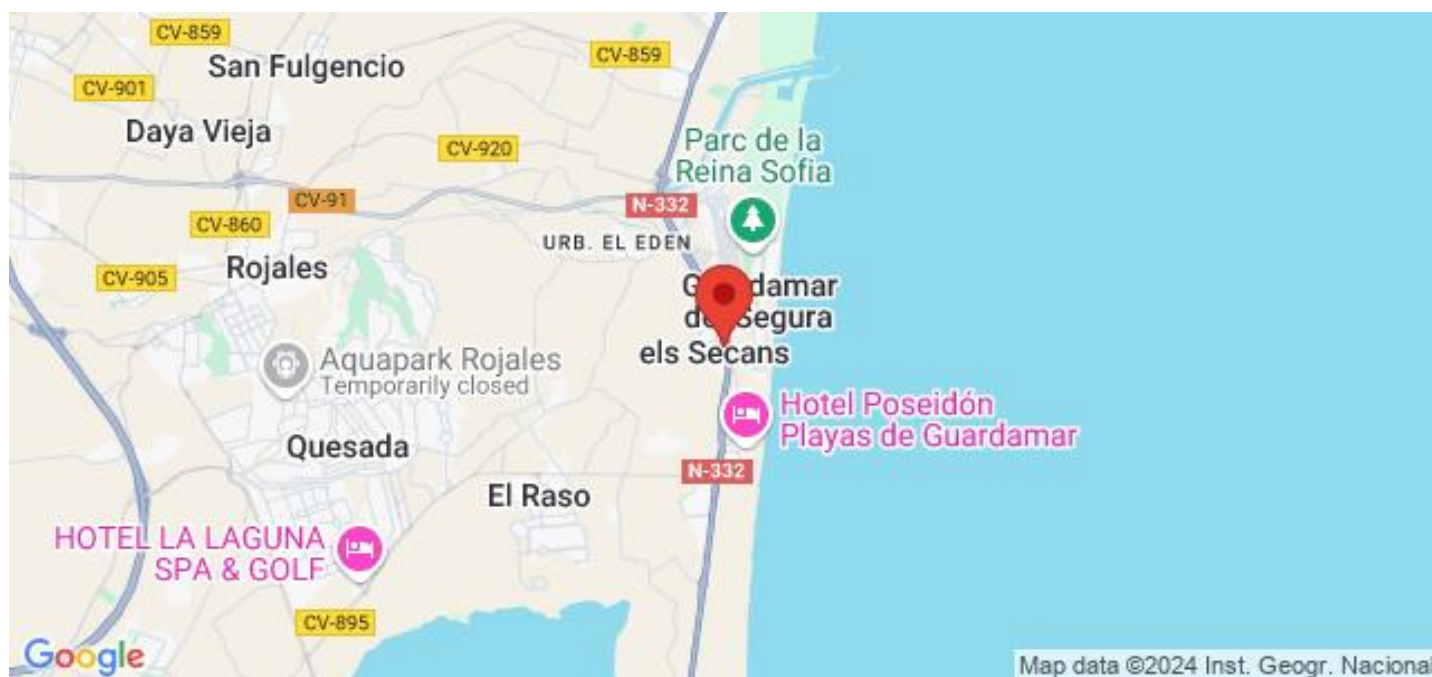 CV-859
San Fulgencio
CV-859
CV-901
Daya Vieja
CV-920
Parc de la
Reina Sofia
CV-91
N-332
CV-860
URB. EL EDEN
Rojales
CV-905
Guardamar
del Segura
els Secans
Aquapark Rojales
Temporarily closed
Hotel Poseidón
Playas de Guardamar
Quesada
N-332
El Raso
HOTEL LA LAGUNA
SPA & GOLF
CV-895
Google
Map data ©2024 Inst. Geogr. Nacional